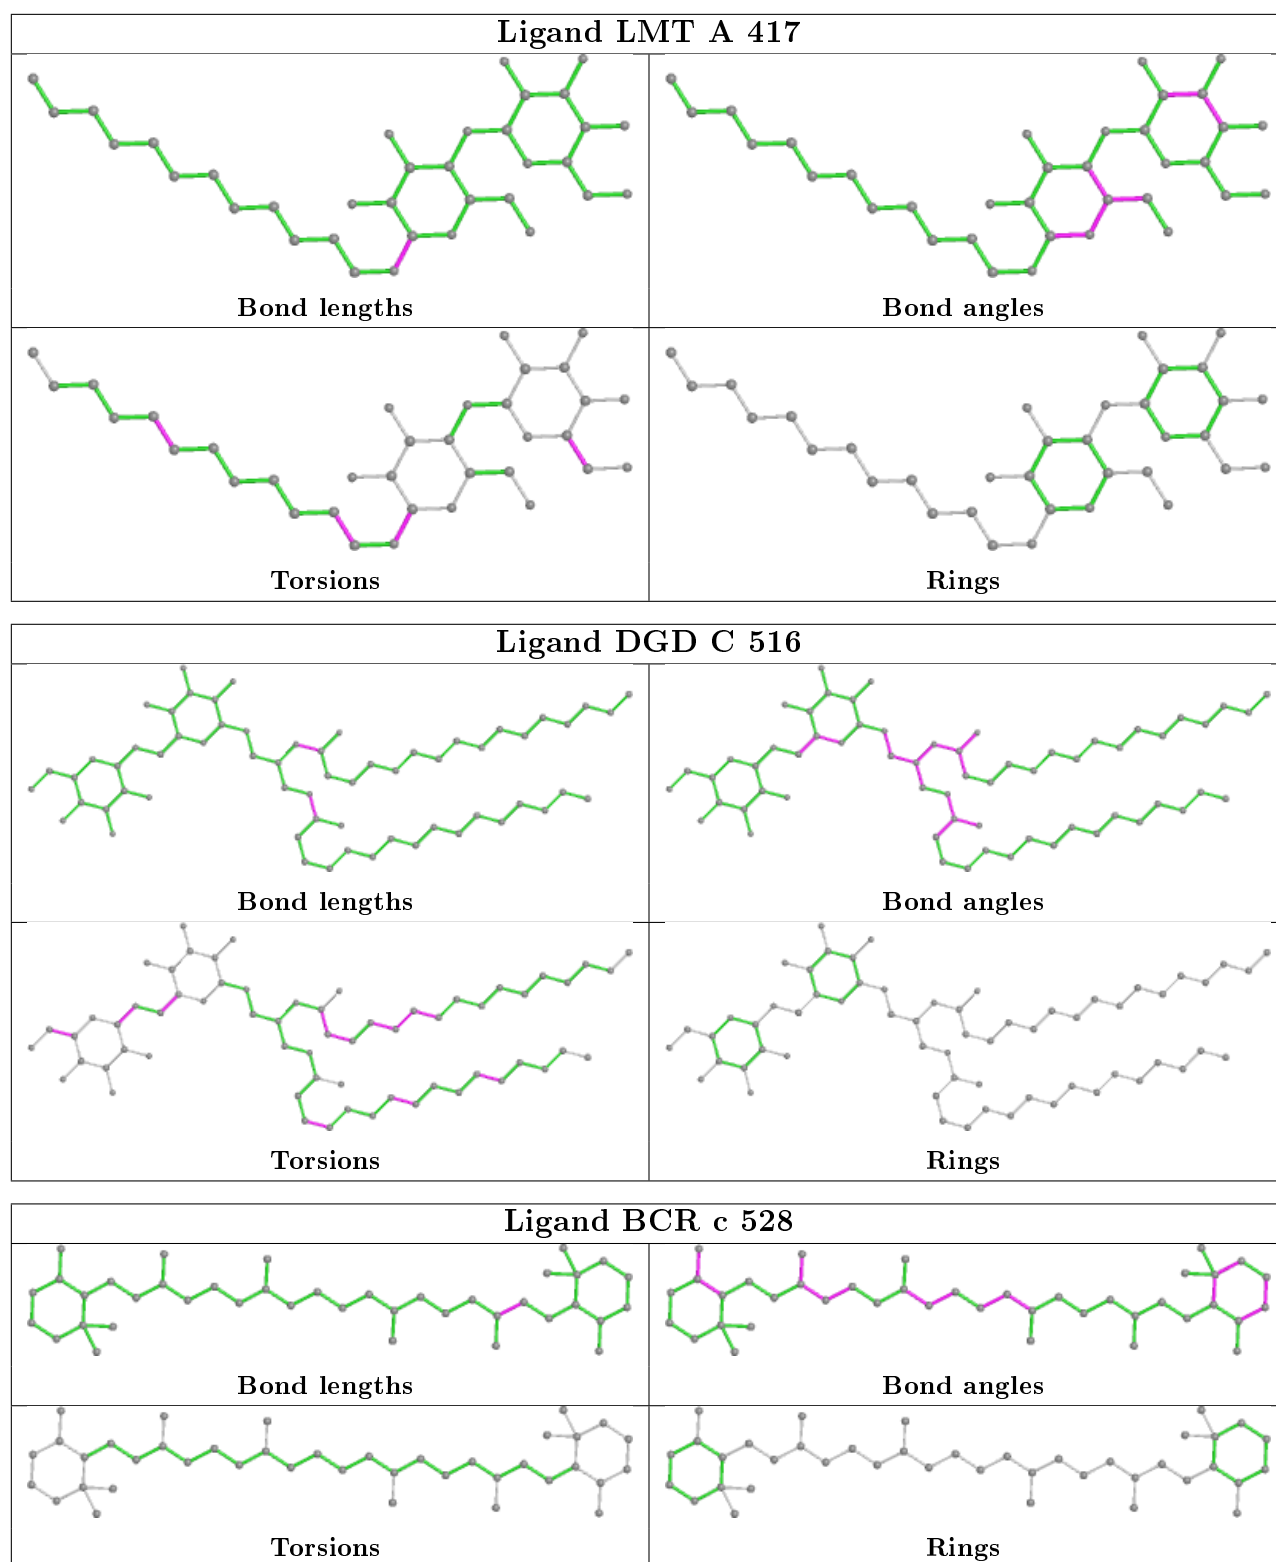 Ligand LMT A 417
Bond lengths
Bond angles
Torsions
Rings
Ligand DGD C 516
Bond lengths
Bond angles
Torsions
Rings
Ligand BCR c 528
Bond lengths
Bond angles
Torsions
Rings